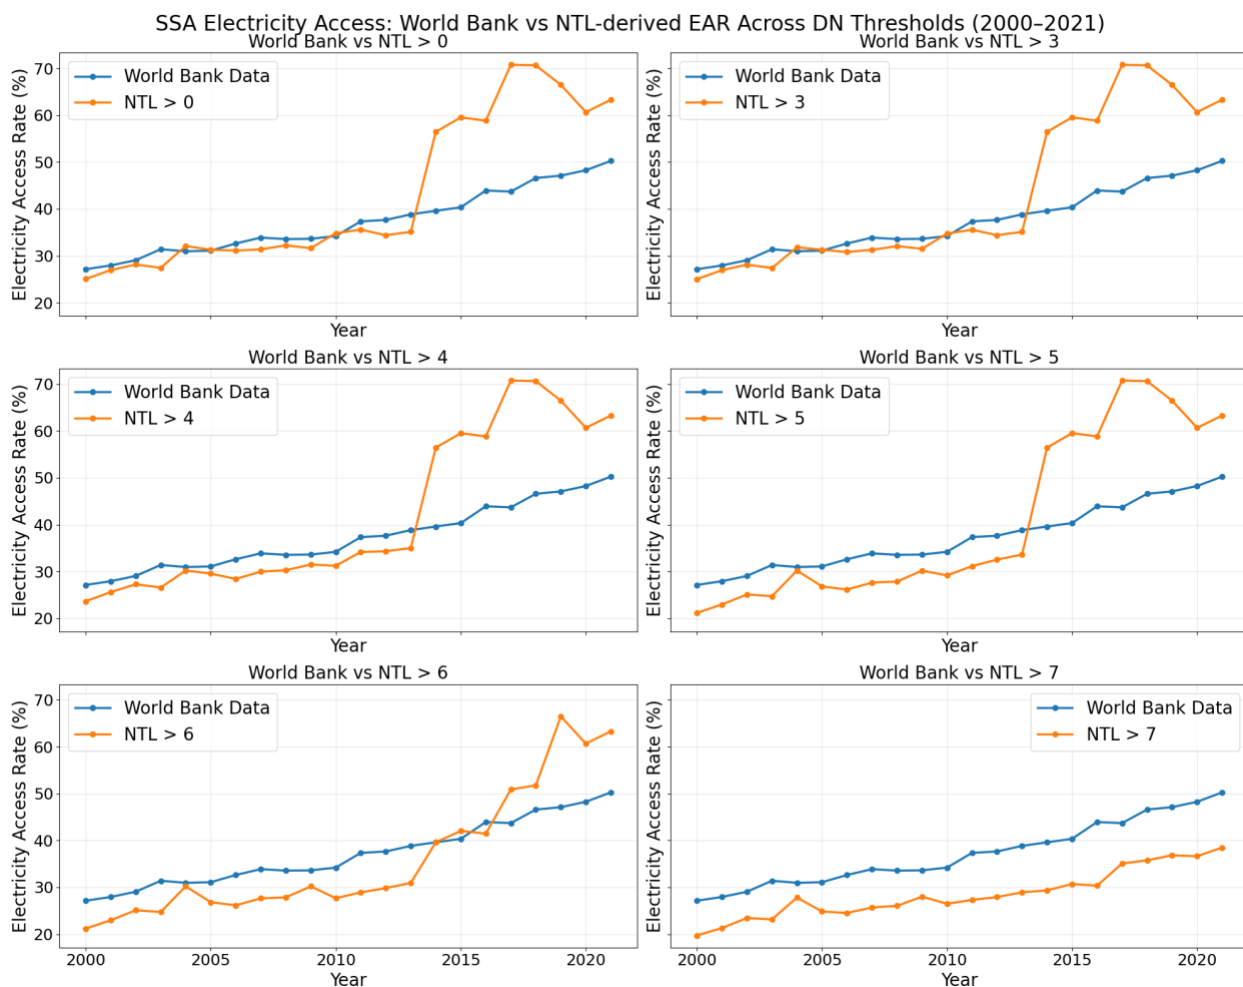 SSA Electricity Access: World Bank vs NTL-derived EAR Across DN Thresholds (2000–2021)
World Bank vs NTL > 0
Electricity Access Rate (%)
70
60
50
40
30
20
World Bank Data
NTL > 0
Year
World Bank vs NTL > 3
Electricity Access Rate (%)
World Bank Data
NTL > 3
Year
World Bank vs NTL > 4
Electricity Access Rate (%)
70
60
50
40
30
20
World Bank Data
NTL > 4
Year
World Bank vs NTL > 5
Electricity Access Rate (%)
World Bank Data
NTL > 5
Year
World Bank vs NTL > 6
Electricity Access Rate (%)
70
60
50
40
30
20
World Bank Data
NTL > 6
2000 2005 2010 2015 2020
Year
World Bank vs NTL > 7
Electricity Access Rate (%)
World Bank Data
NTL > 7
2000 2005 2010 2015 2020
Year